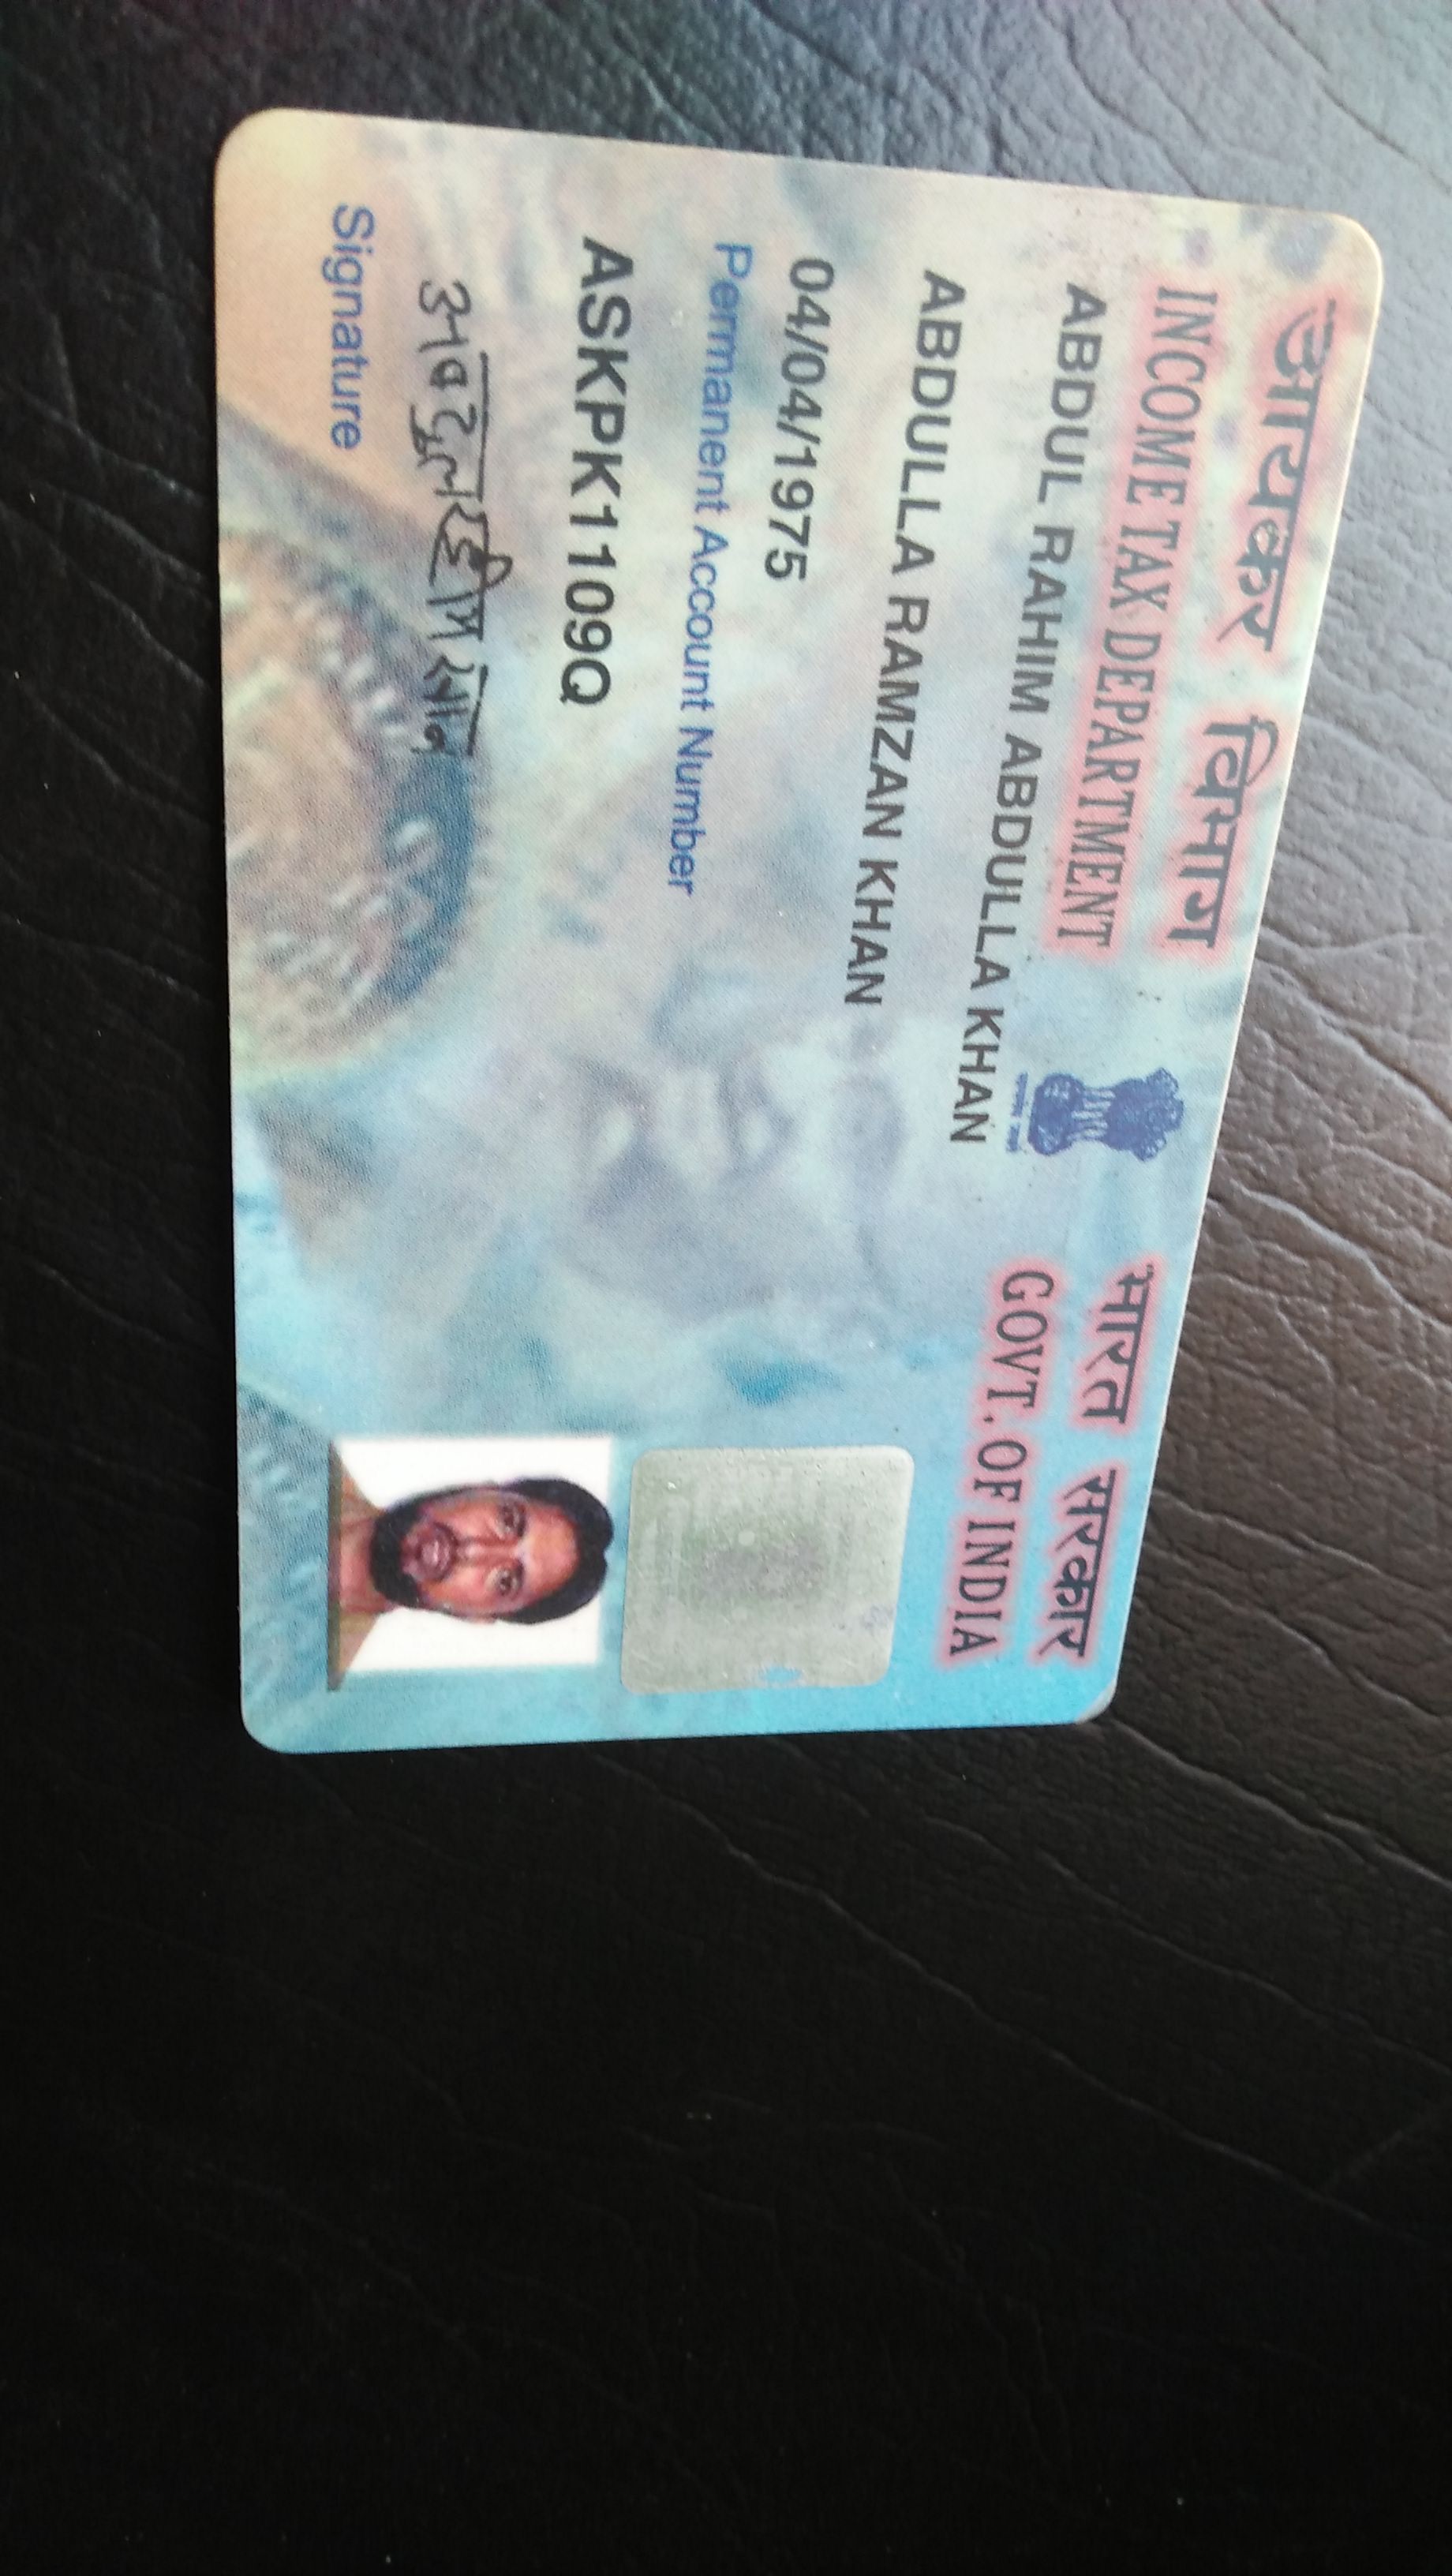 आयकर विभाग
INCOME TAX DEPARTMENT
भारत सरकार
GOVT. OF INDIA
ABDUL RAHIM ABDULLA KHAN
ABDULLA RAMZAN KHAN
04/04/1975
Permanent Account Number
ASKPK1109Q
अबदुल रहीम खान
Signature